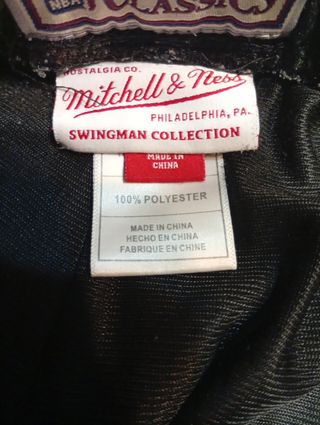 NBA
CLASSICS
NOSTALGIA CO.
Mitchell & Ness
PHILADELPHIA, PA.
SWINGMAN COLLECTION
MADE IN
CHINA
100% POLYESTER
MADE IN CHINA
HECHO EN CHINA
FABRIQUE EN CHINE